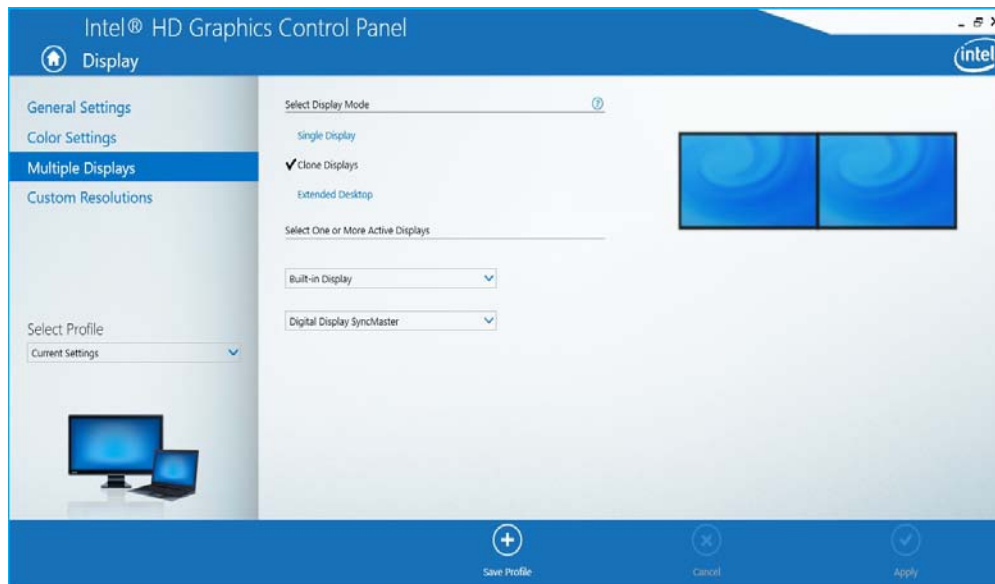 Intel® HD Graphics Control Panel
Display
intel
General Settings
Color Settings
Multiple Displays
Custom Resolutions
Select Profile
Current Settings
Select Display Mode
Single Display
✔Clone Displays
Extended Desktop
Select One or More Active Displays
Built-in Display
Digital Display SyncMaster
Save Profile
Cancel
Apply